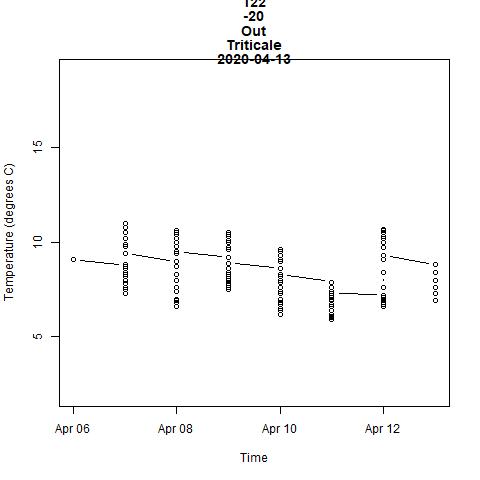 122
-20
Out
Triticale
2020-04-13
Temperature (degrees C)
15
10
5
Apr 06
Apr 08
Apr 10
Apr 12
Time